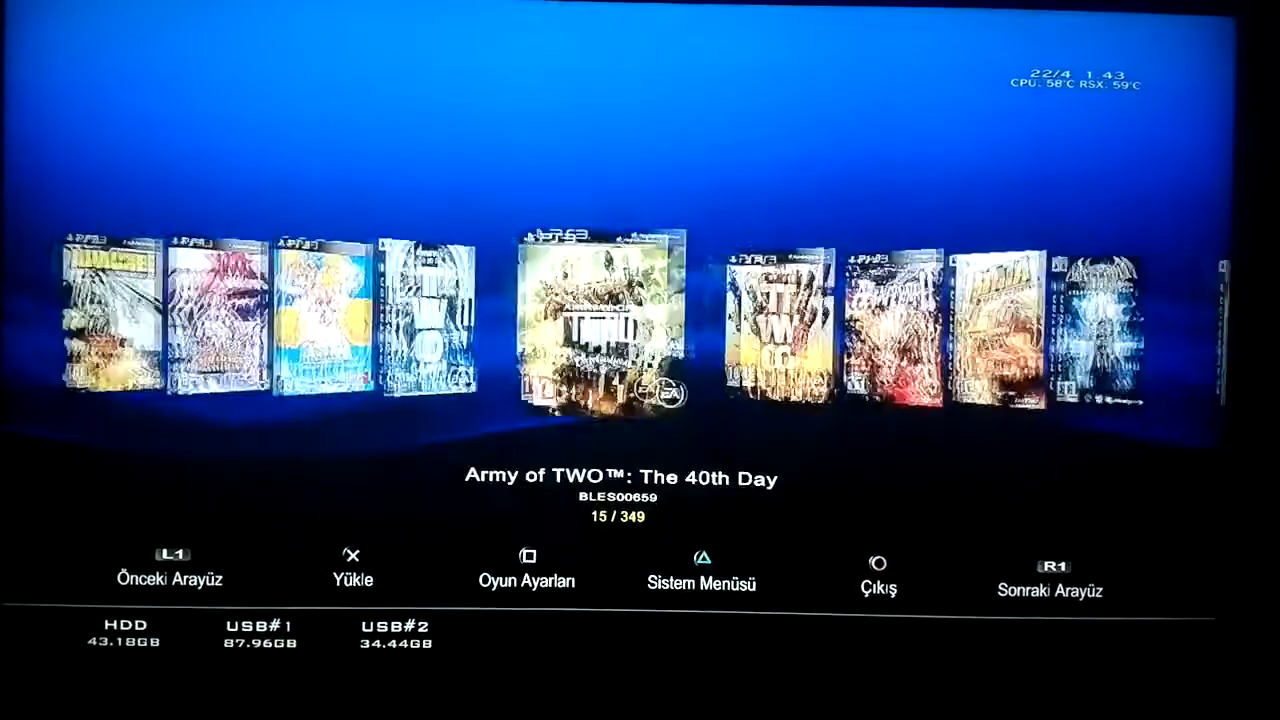 22/4 1 43
CPU: 58°C RSX: 59°C
PS3
EA
Army of TWO™: The 40th Day
BLES00659
15 / 349
L1
Önceki Arayüz
Yükle
Oyun Ayarları
Sistem Menüsü
Çıkış
R1
Sonraki Arayüz
HDD
43.18GB
USB#1
87.96GB
USB#2
34.44GB